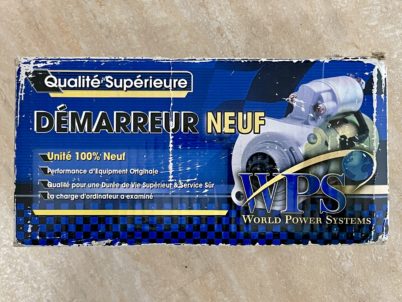 Qualité Supérieure
DÉMARREUR NEUF
Unité 100% Neuf
Performance d'Equipment Originale
Qualité pour une Durée de Vie Supérieur & Service Sûr
La charge d'ordinateur a examiné
WPS
WORLD POWER SYSTEMS